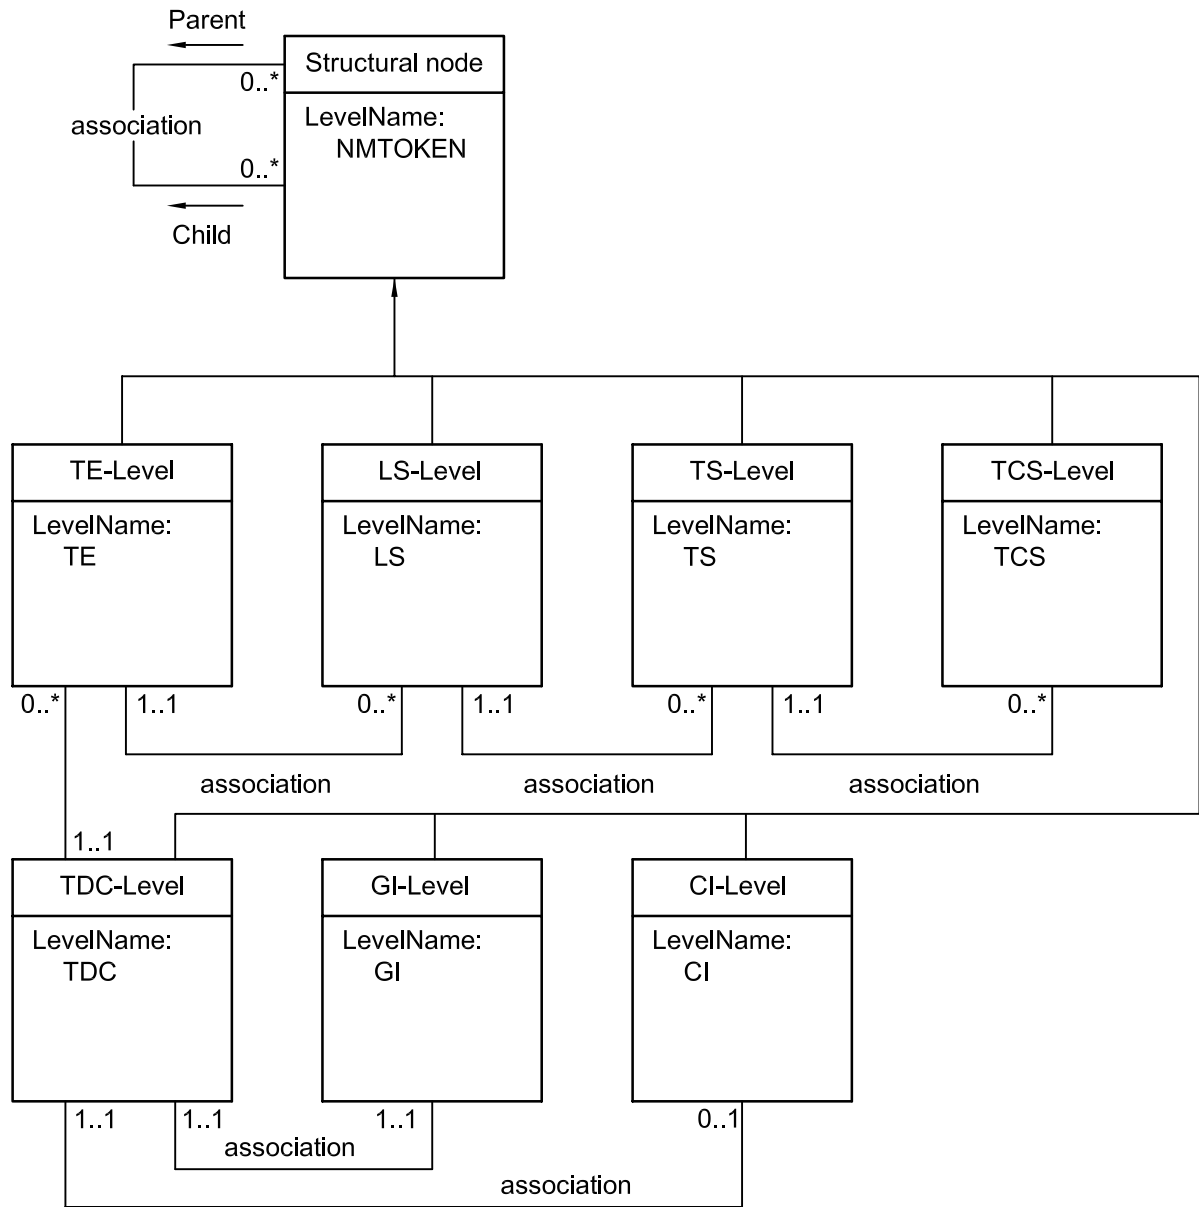 Parent
Structural node
0..*
LevelName:
association
NMTOKEN
0..*
Child
TE-Level
LS-Level
TS-Level
TCS-Level
LevelName:
TE
LevelName:
LS
LevelName:
TS
LevelName:
TCS
0..*
1..1
0..*
1..1
0..*
1..1
0..*
association
association
association
1..1
TDC-Level
GI-Level
CI-Level
LevelName:
TDC
LevelName:
GI
LevelName:
CI
1..1
1..1
1..1
0..1
association
association